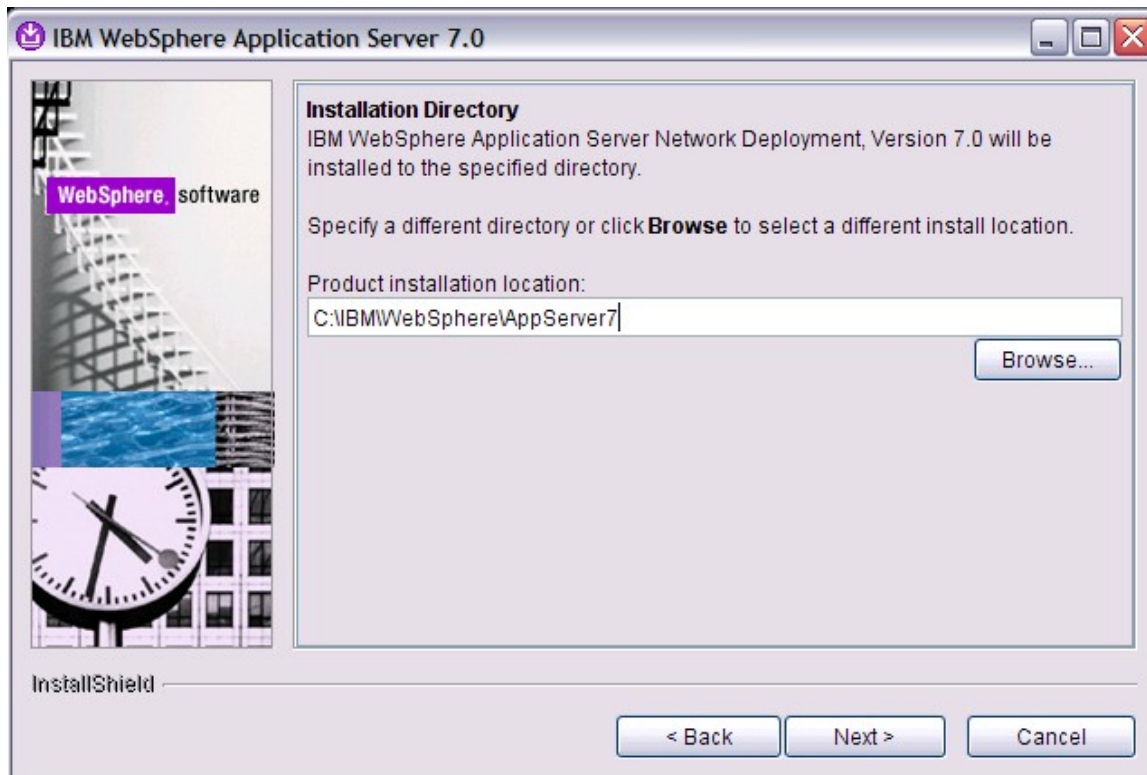 IBM WebSphere Application Server 7.0
WebSphere. software
Installation Directory
IBM WebSphere Application Server Network Deployment, Version 7.0 will be
installed to the specified directory.
Specify a different directory or click Browse to select a different install location.
Product installation location:
C:\IBM\WebSphere\AppServer7
Browse...
InstallShield
< Back
Next >
Cancel